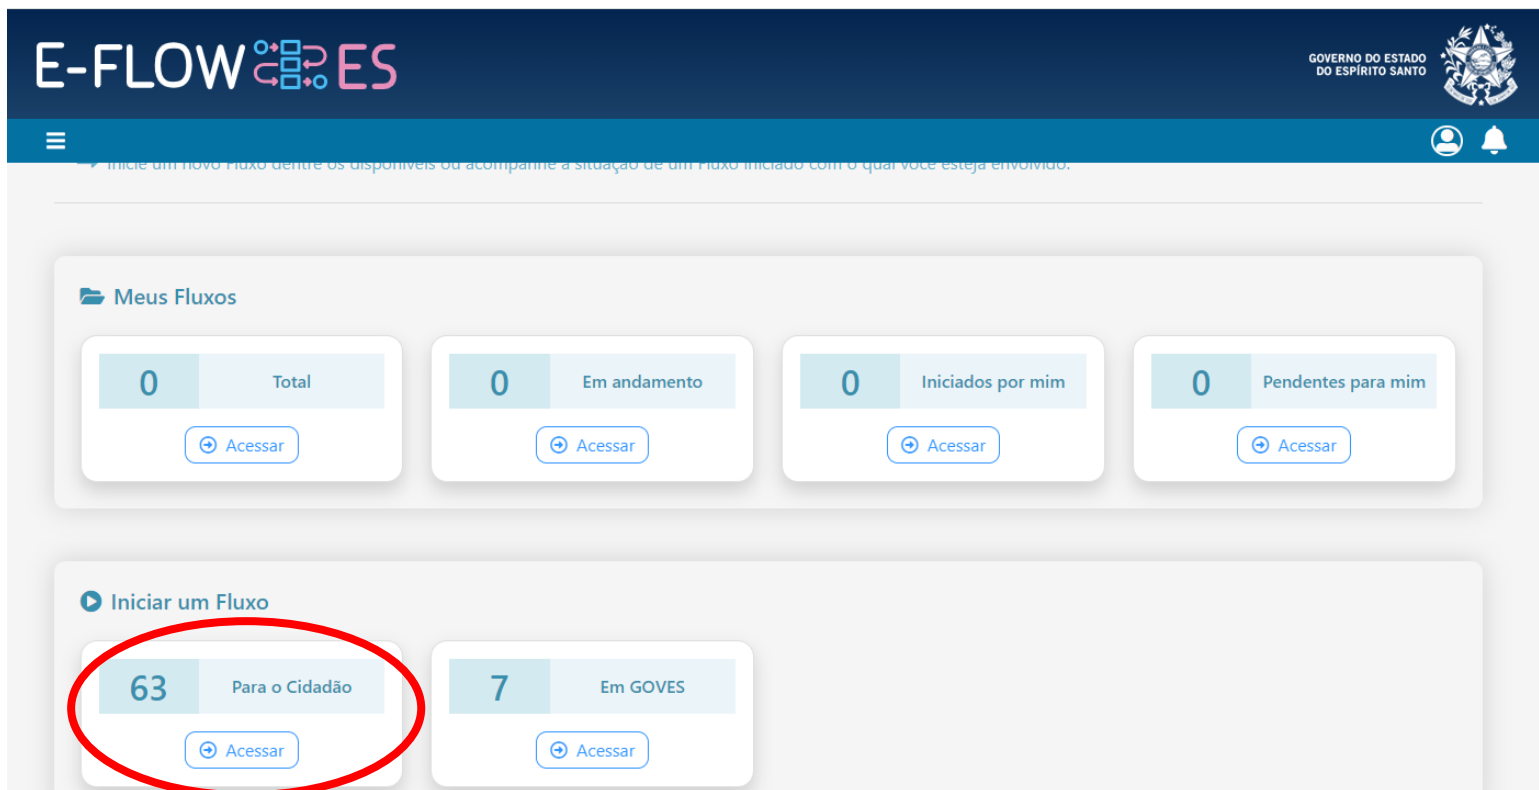 E-FLOW ES
GOVERNO DO ESTADO
DO ESPÍRITO SANTO
Inicie um novo Fluxo dentre os disponíveis ou acompanhe a situação de um Fluxo iniciado com o qual você esteja envolvido.
Meus Fluxos
0 Total
0 Em andamento
0 Iniciados por mim
0 Pendentes para mim
Acessar
Acessar
Acessar
Acessar
Iniciar um Fluxo
63 Para o Cidadão
7 Em GOVES
Acessar
Acessar